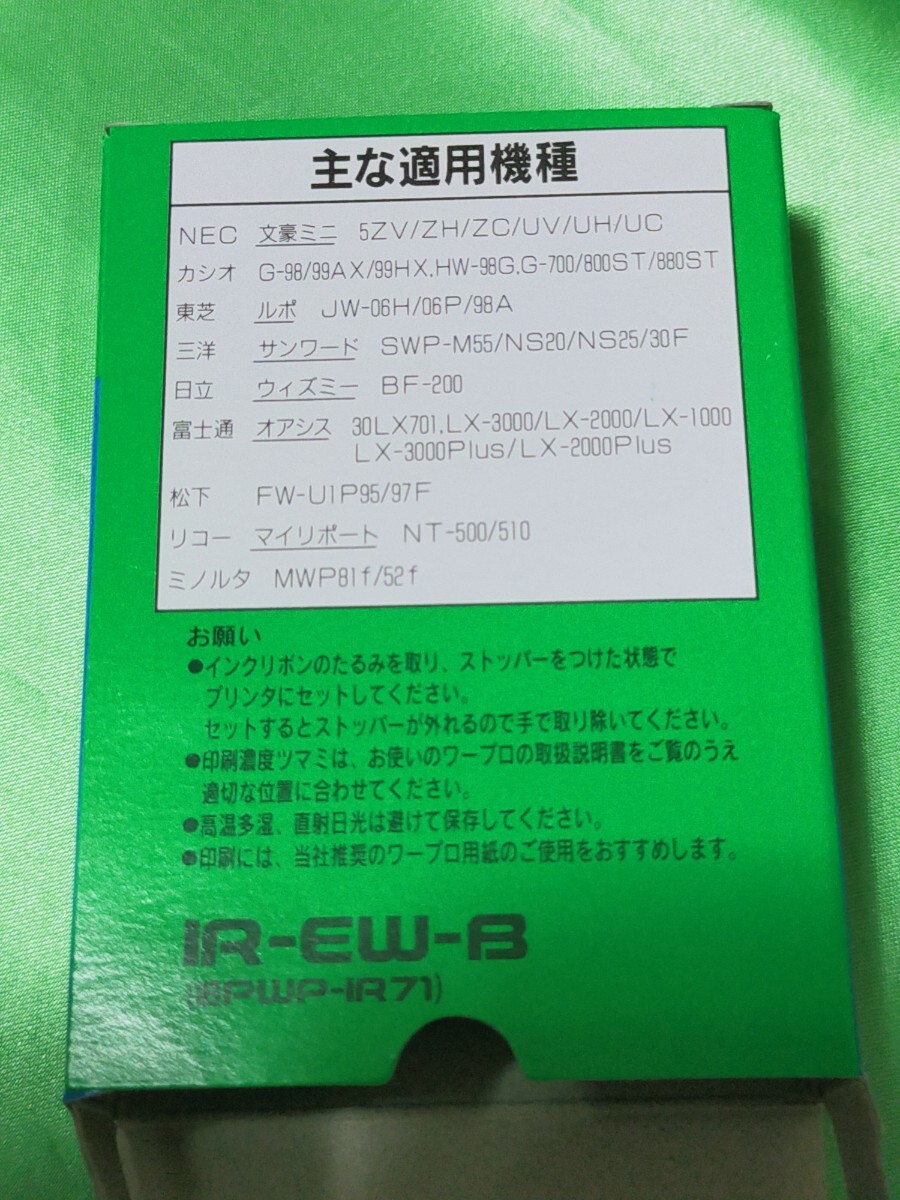 主な適用機種
NEC 文豪ミニ 5ZV/ZH/ZC/UV/UH/UC
カシオ G-98/99AX/99HX,HW-98G,G-700/800ST/880ST
東芝 ルポ JW-06H/06P/98A
三洋 サンワード SWP-M55/NS20/NS25/30F
日立 ウィズミー BF-200
富士通 オアシス 30LX701,LX-3000/LX-2000/LX-1000
LX-3000Plus/LX-2000Plus
松下 FW-U1P95/97F
リコー マイリポート NT-500/510
ミノルタ MWP81f/52f
お願い
●インクリボンのたるみを取り、ストッパーをつけた状態で
プリンタにセットしてください。
セットするとストッパーが外れるので手で取り除いてください。
●印刷濃度ツマミは、お使いのワープロの取扱説明書をご覧のうえ
適切な位置に合わせてください。
●高温多湿、直射日光は避けて保存してください。
●印刷には、当社推奨のワープロ用紙のご使用をおすすめします。
IR-EW-B
(旧PWP-IR71)